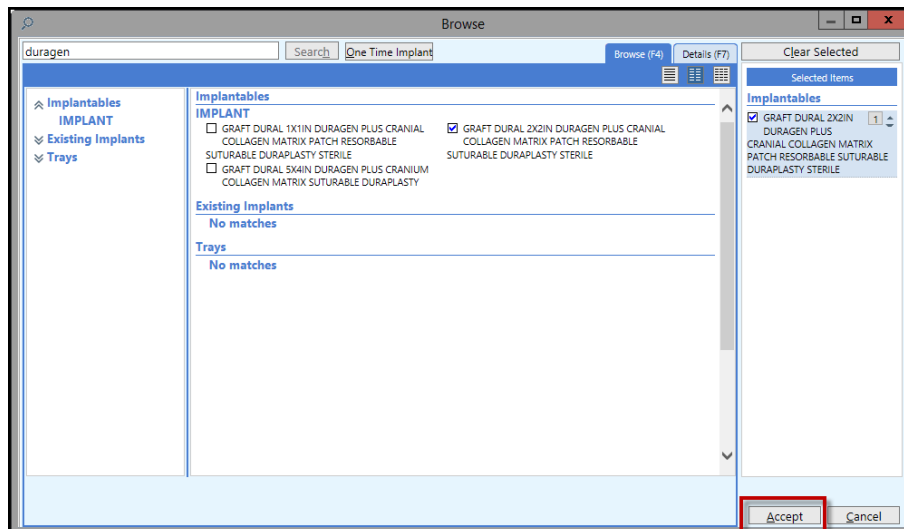 Browse
duragen
Search
One Time Implant
Browse (F4)
Details (F7)
Clear Selected
Implantables
IMPLANT
Existing Implants
Trays
Implantables
IMPLANT
GRAFT DURAL 1X1IN DURAGEN PLUS CRANIAL
COLLAGEN MATRIX PATCH RESORBABLE
SUTURABLE DURAPLASTY STERILE
GRAFT DURAL 5X4IN DURAGEN PLUS CRANIUM
COLLAGEN MATRIX SUTURABLE DURAPLASTY
GRAFT DURAL 2X2IN DURAGEN PLUS CRANIAL
COLLAGEN MATRIX PATCH RESORBABLE
SUTURABLE DURAPLASTY STERILE
Existing Implants
No matches
Trays
No matches
Selected Items
Implantables
GRAFT DURAL 2X2IN 1
DURAGEN PLUS
CRANIAL COLLAGEN MATRIX
PATCH RESORBABLE SUTURABLE
DURAPLASTY STERILE
Accept
Cancel